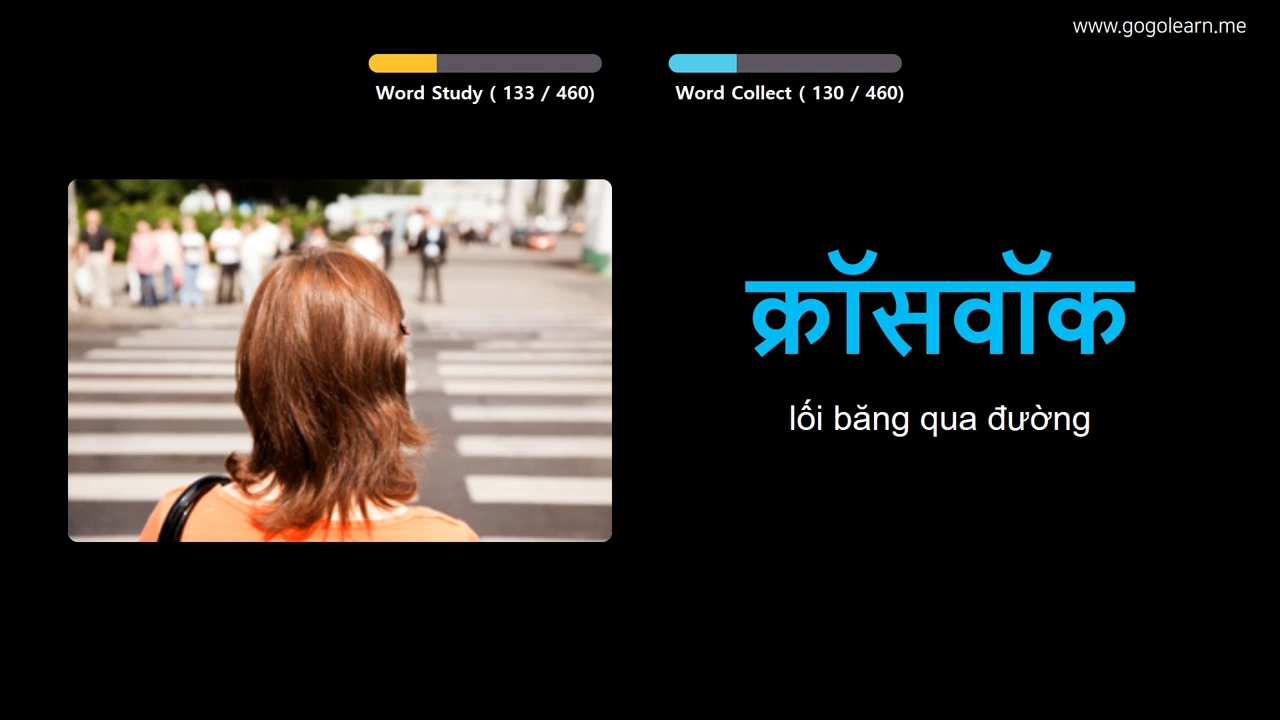 www.gogolearn.me
Word Study ( 133 / 460)
Word Collect ( 130 / 460)
क्रॉसवॉक
lối băng qua đường